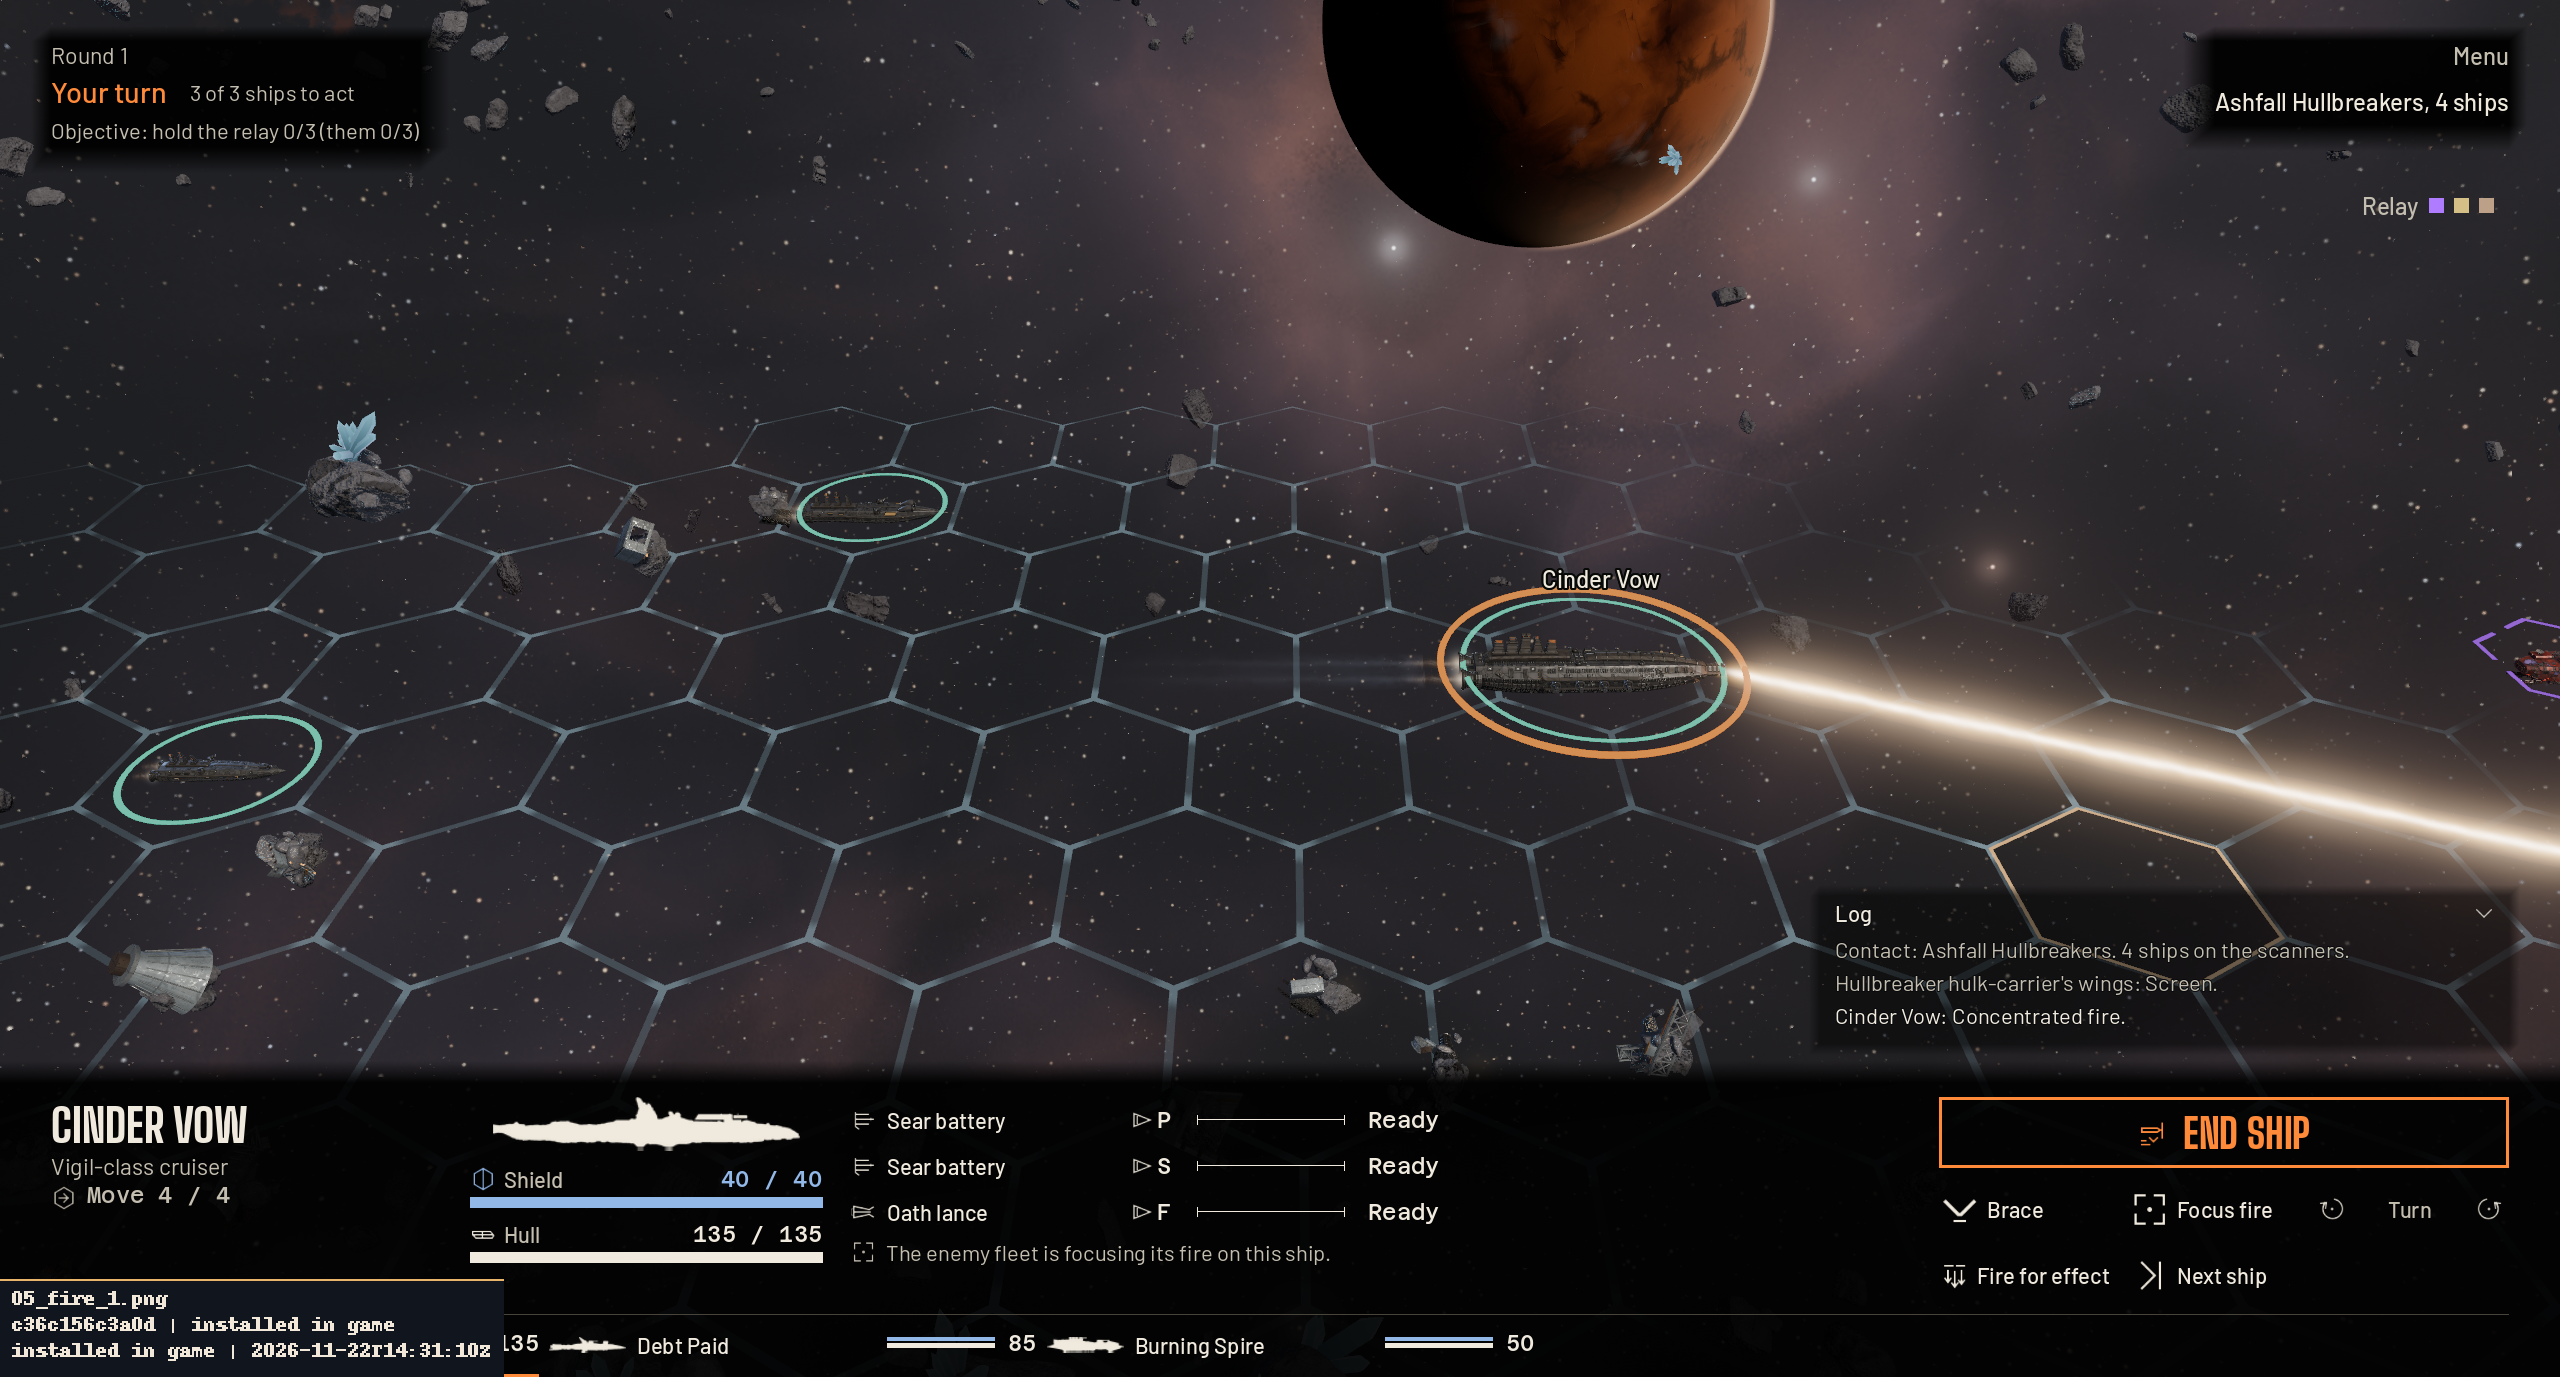 Round 1
Your turn 3 of 3 ships to act
Objective: hold the relay 0/3 (them 0/3)
Menu
Ashfall Hullbreakers, 4 ships
Relay
Cinder Vow
Log
Contact: Ashfall Hullbreakers. 4 ships on the scanners.
Hullbreaker hulk-carrier's wings: Screen.
Cinder Vow: Concentrated fire.
CINDER VOW
Vigil-class cruiser
Move 4 / 4
Shield 40 / 40
Hull 135 / 135
Sear battery P Ready
Sear battery S Ready
Oath lance F Ready
The enemy fleet is focusing its fire on this ship.
END SHIP
Brace Focus fire Turn
Fire for effect Next ship
135 Debt Paid 85 Burning Spire 50
05_fire_1.png
c36c156c3a0d | installed in game
installed in game | 2026-11-22T14:31:10Z